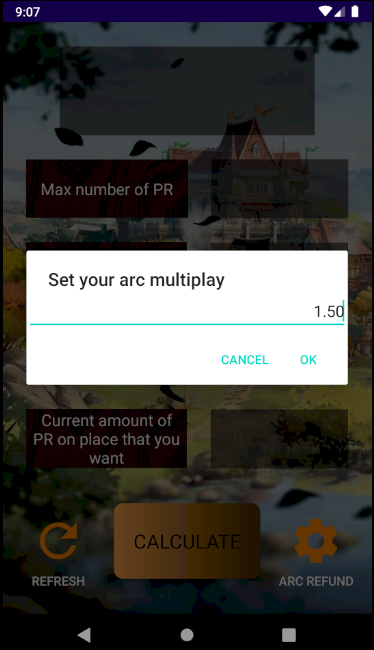 9:07
Max number of PR
Set your arc multiplay
1.50
CANCEL OK
Current amount of
PR on place that you
want
CALCULATE
REFRESH
ARC REFUND